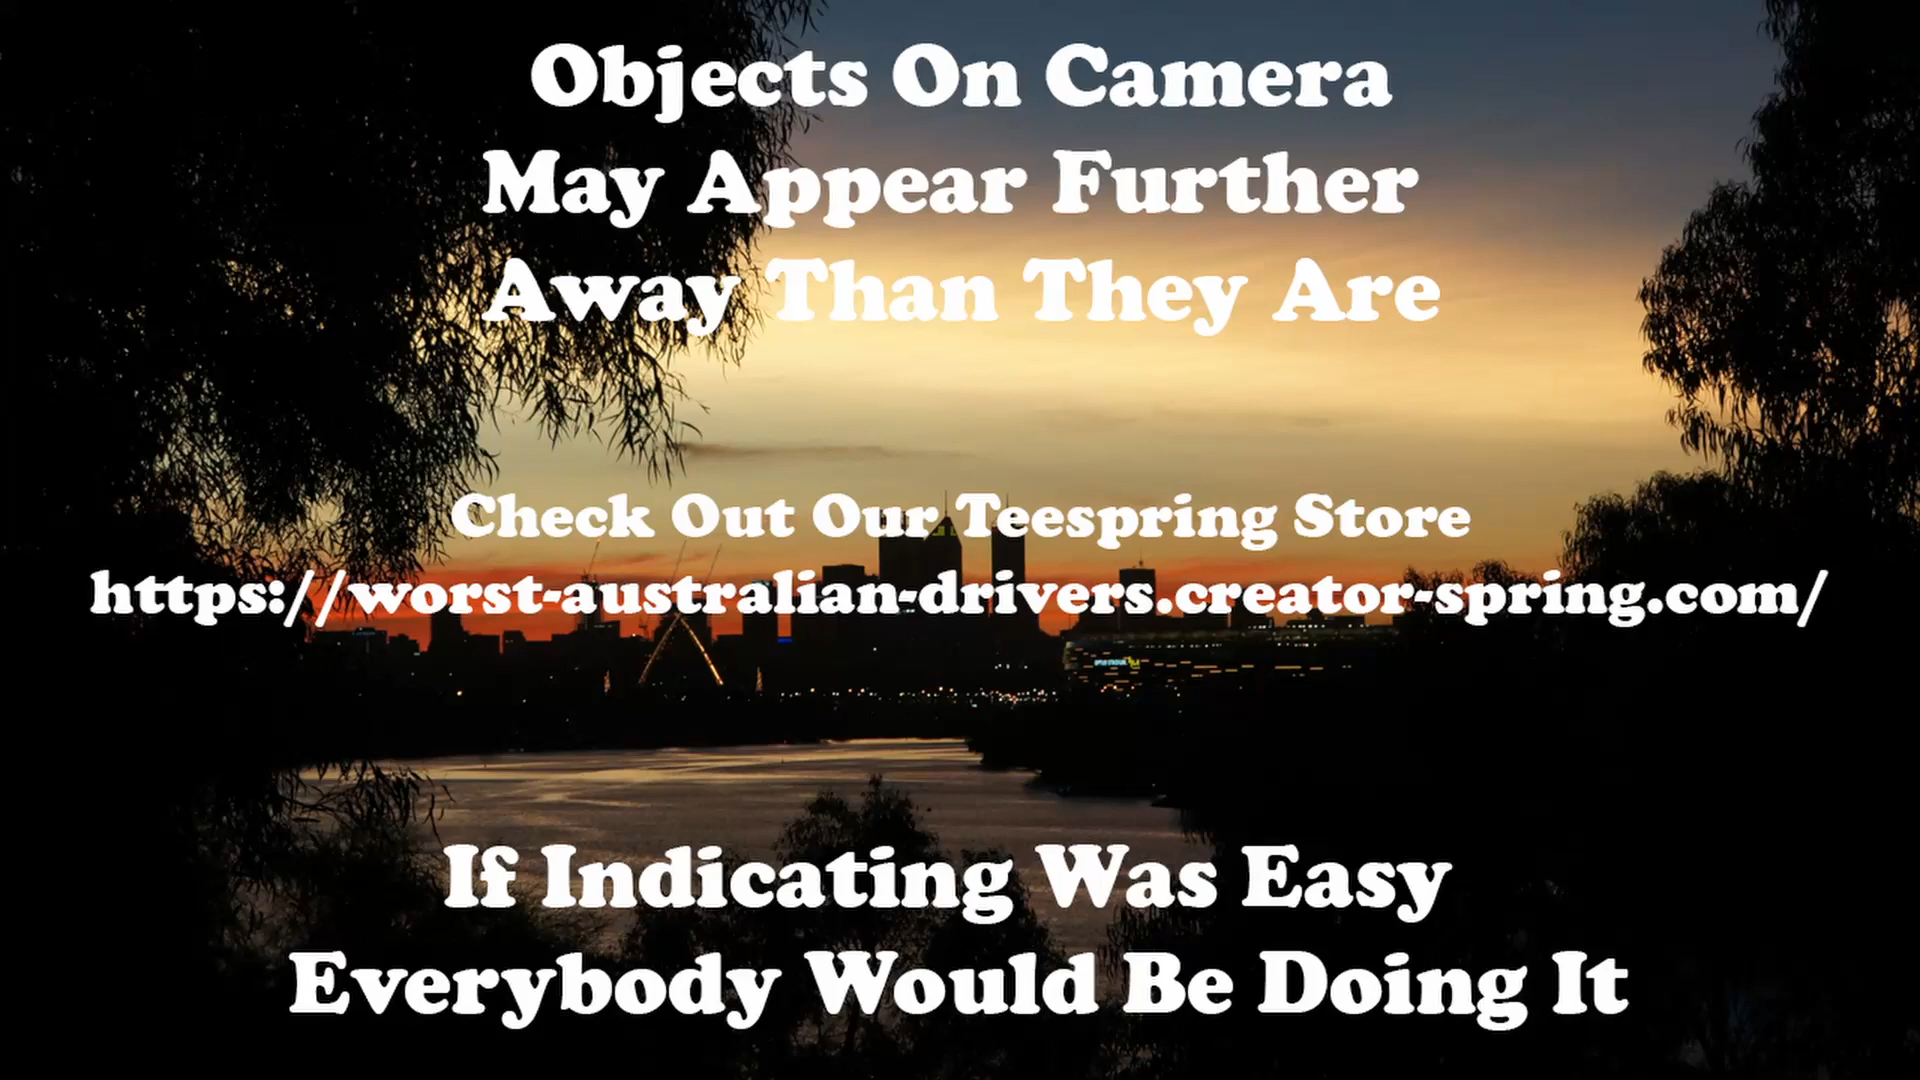 Objects On Camera
May Appear Further
Away Than They Are
Check Out Our Teespring Store
https://worst-australian-drivers.creator-spring.com/
If Indicating Was Easy
Everybody Would Be Doing It